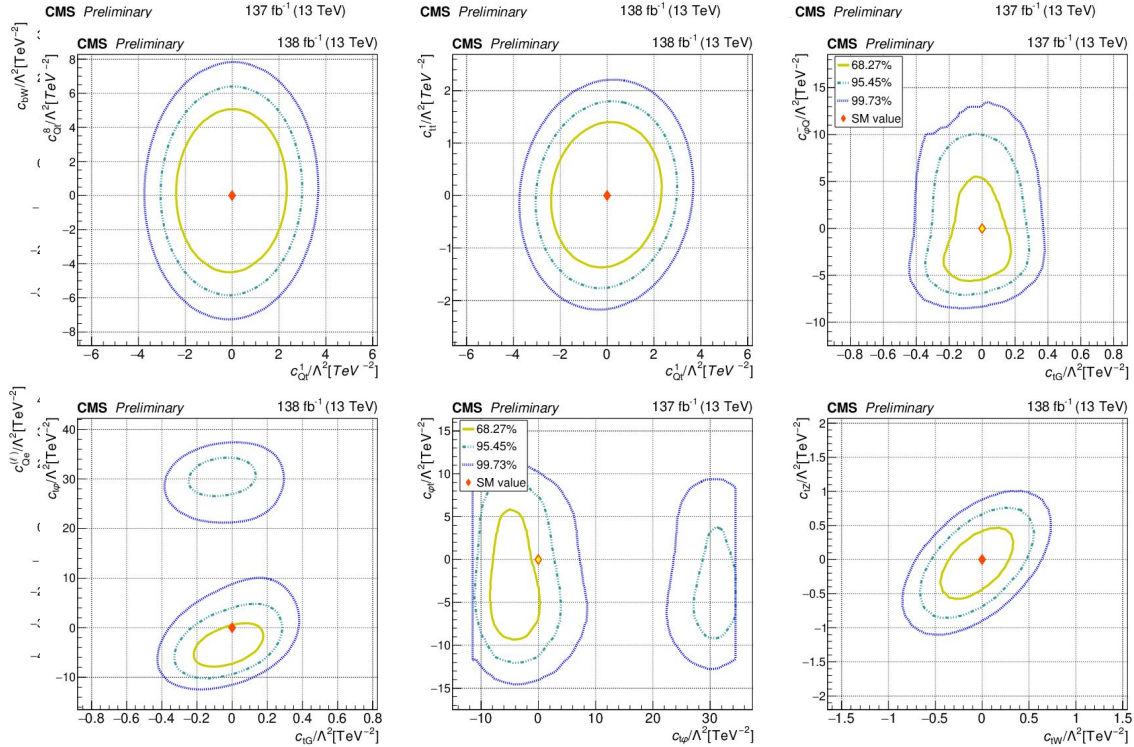 CMS Preliminary 137 fb⁻¹ (13 TeV)
CMS Preliminary 138 fb⁻¹ (13 TeV)
c_bW/Λ²[TeV⁻²]
c⁸_Qt/Λ²[TeV⁻²]
8
6
4
2
0
−2
−4
−6
−8
−6 −4 −2 0 2 4 6
c¹_Qt/Λ²[TeV⁻²]
CMS Preliminary 138 fb⁻¹ (13 TeV)
CMS Preliminary 138 fb⁻¹ (13 TeV)
c¹_tt/Λ²[TeV⁻²]
2
1
0
−1
−2
−6 −4 −2 0 2 4 6
c¹_Qt/Λ²[TeV⁻²]
CMS Preliminary 137 fb⁻¹ (13 TeV)
CMS Preliminary 137 fb⁻¹ (13 TeV)
c⁻_φQ/Λ²[TeV⁻²]
68.27%
95.45%
99.73%
SM value
15
10
5
0
−5
−10
−0.8 −0.6 −0.4 −0.2 0 0.2 0.4 0.6 0.8
c_tG/Λ²[TeV⁻²]
CMS Preliminary 138 fb⁻¹ (13 TeV)
c^(ℓ)_Qe/Λ²[TeV⁻²]
c_tφ/Λ²[TeV⁻²]
40
30
20
10
0
−10
−0.8 −0.6 −0.4 −0.2 0 0.2 0.4 0.6 0.8
c_tG/Λ²[TeV⁻²]
CMS Preliminary 137 fb⁻¹ (13 TeV)
c_φt/Λ²[TeV⁻²]
68.27%
95.45%
99.73%
SM value
15
10
5
0
−5
−10
−15
−10 0 10 20 30
c_tφ/Λ²[TeV⁻²]
CMS Preliminary 138 fb⁻¹ (13 TeV)
c_tZ/Λ²[TeV⁻²]
2
1.5
1
0.5
0
−0.5
−1
−1.5
−2
−1.5 −1 −0.5 0 0.5 1 1.5
c_tW/Λ²[TeV⁻²]